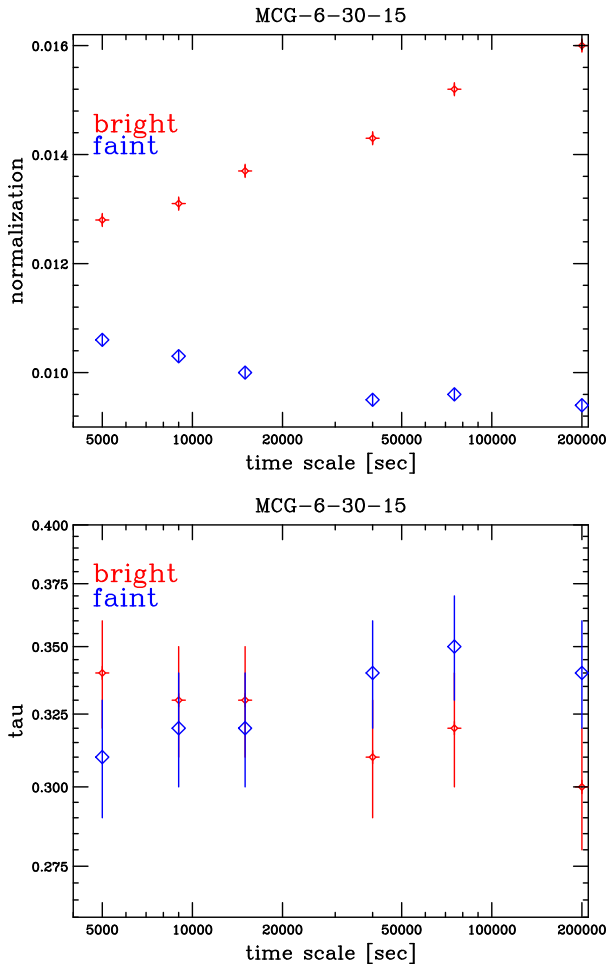 MCG-6-30-15
0.016
bright
faint
0.014
normalization
0.012
0.010
5000 10000 20000 50000 100000 200000
time scale [sec]
MCG-6-30-15
0.400
bright
0.375
faint
0.350
tau
0.325
0.300
0.275
5000 10000 20000 50000 100000 200000
time scale [sec]